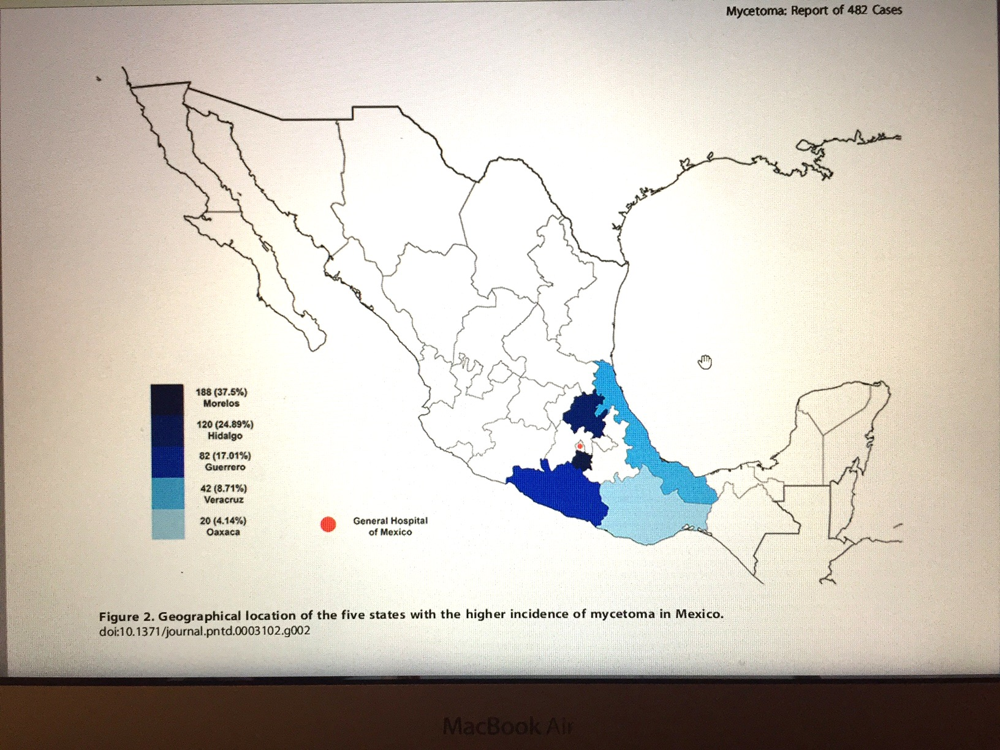 Mycetoma: Report of 482 Cases
188 (37.5%)
Morelos
120 (24.89%)
Hidalgo
82 (17.01%)
Guerrero
42 (8.71%)
Veracruz
20 (4.14%)
Oaxaca
General Hospital
of Mexico
Figure 2. Geographical location of the five states with the higher incidence of mycetoma in Mexico.
doi:10.1371/journal.pntd.0003102.g002
MacBook Air